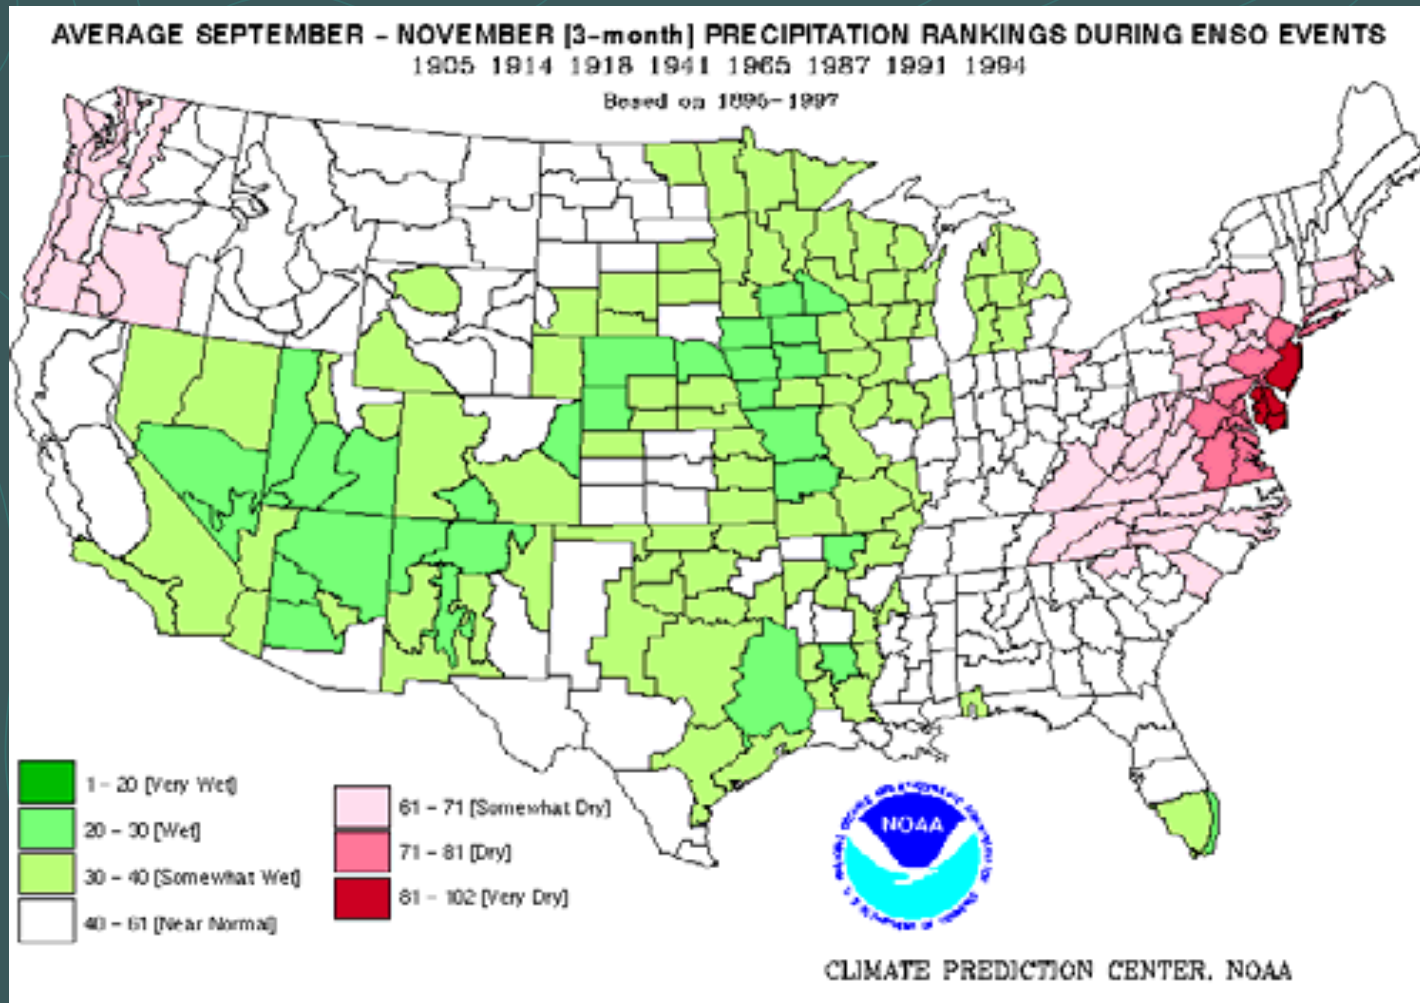 AVERAGE SEPTEMBER - NOVEMBER [3-month] PRECIPITATION RANKINGS DURING ENSO EVENTS
1905 1914 1918 1941 1965 1987 1991 1994
Based on 1895-1997
1 - 20 [Very Wet]
20 - 30 [Wet]
30 - 40 [Somewhat Wet]
40 - 61 [Near Normal]
61 - 71 [Somewhat Dry]
71 - 81 [Dry]
81 - 102 [Very Dry]
NOAA
CLIMATE PREDICTION CENTER, NOAA